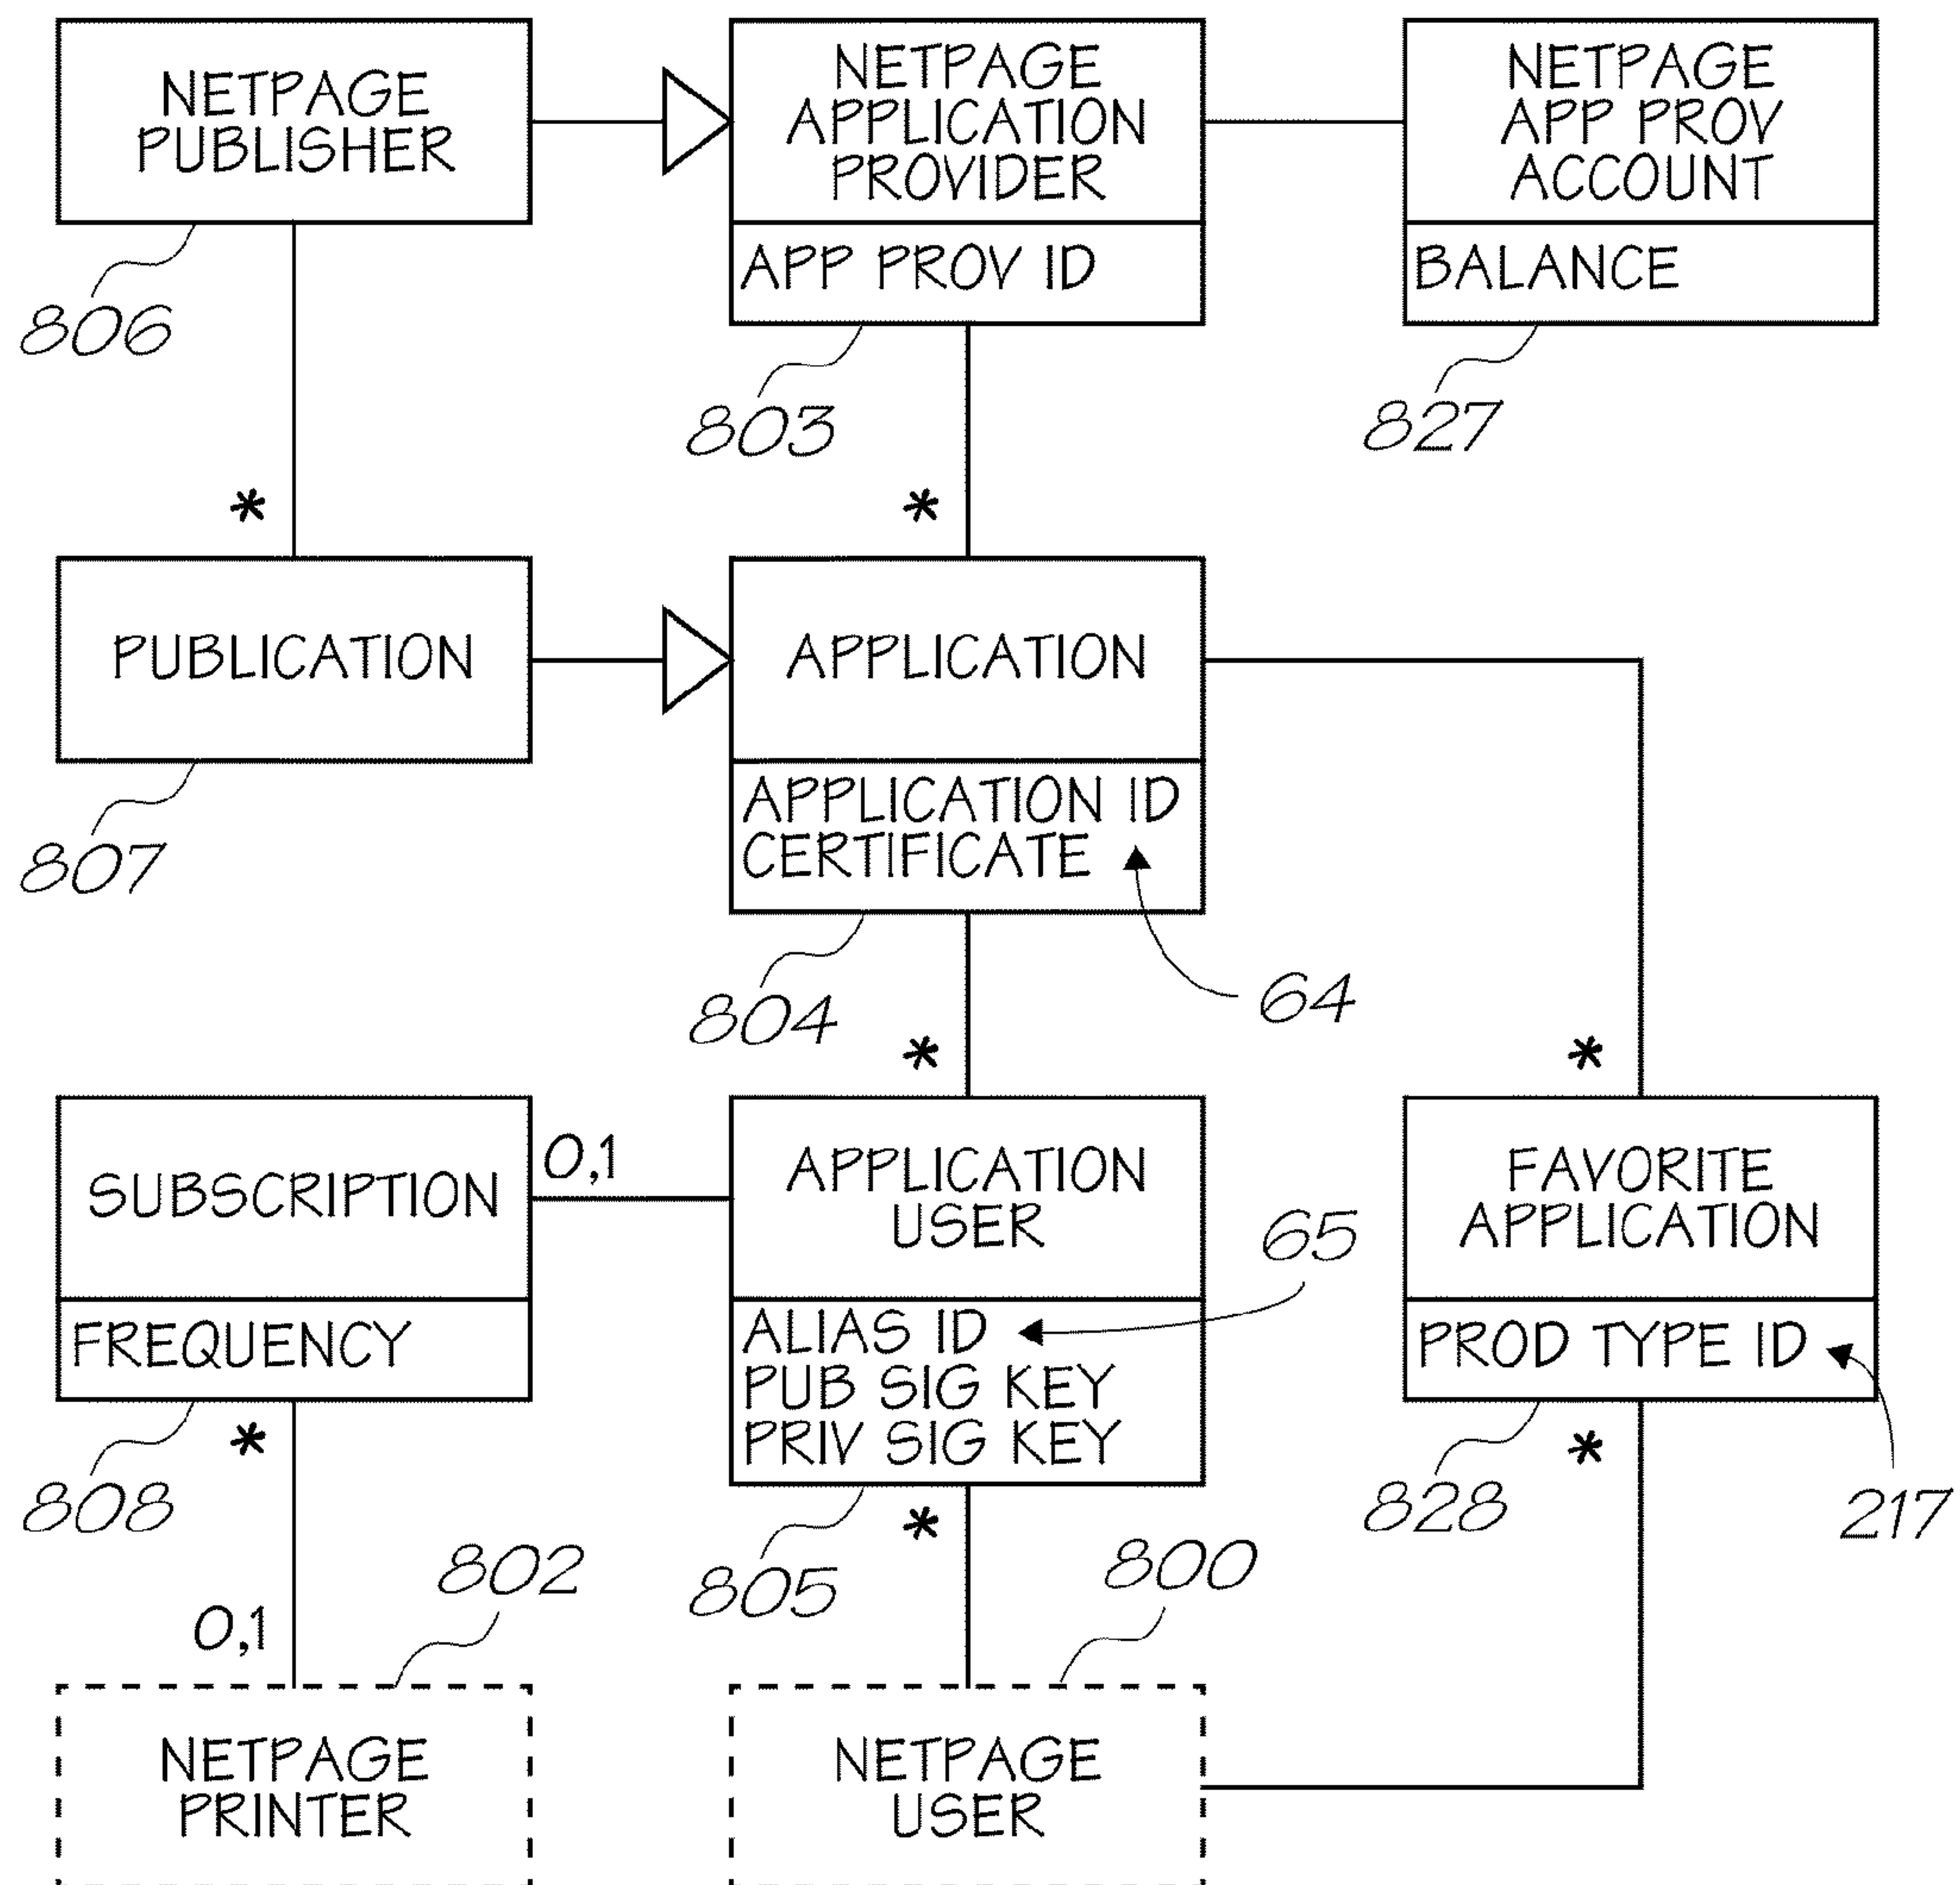 NETPAGE
PUBLISHER
NETPAGE
APPLICATION
PROVIDER
APP PROV ID
NETPAGE
APP PROV
ACCOUNT
BALANCE
806
803
827
*
*
PUBLICATION
APPLICATION
APPLICATION ID
CERTIFICATE
807
804
64
*
*
SUBSCRIPTION
FREQUENCY
0,1
APPLICATION
USER
ALIAS ID
PUB SIG KEY
PRIV SIG KEY
65
FAVORITE
APPLICATION
PROD TYPE ID
808
*
802
0,1
805
*
800
828
*
217
NETPAGE
PRINTER
NETPAGE
USER